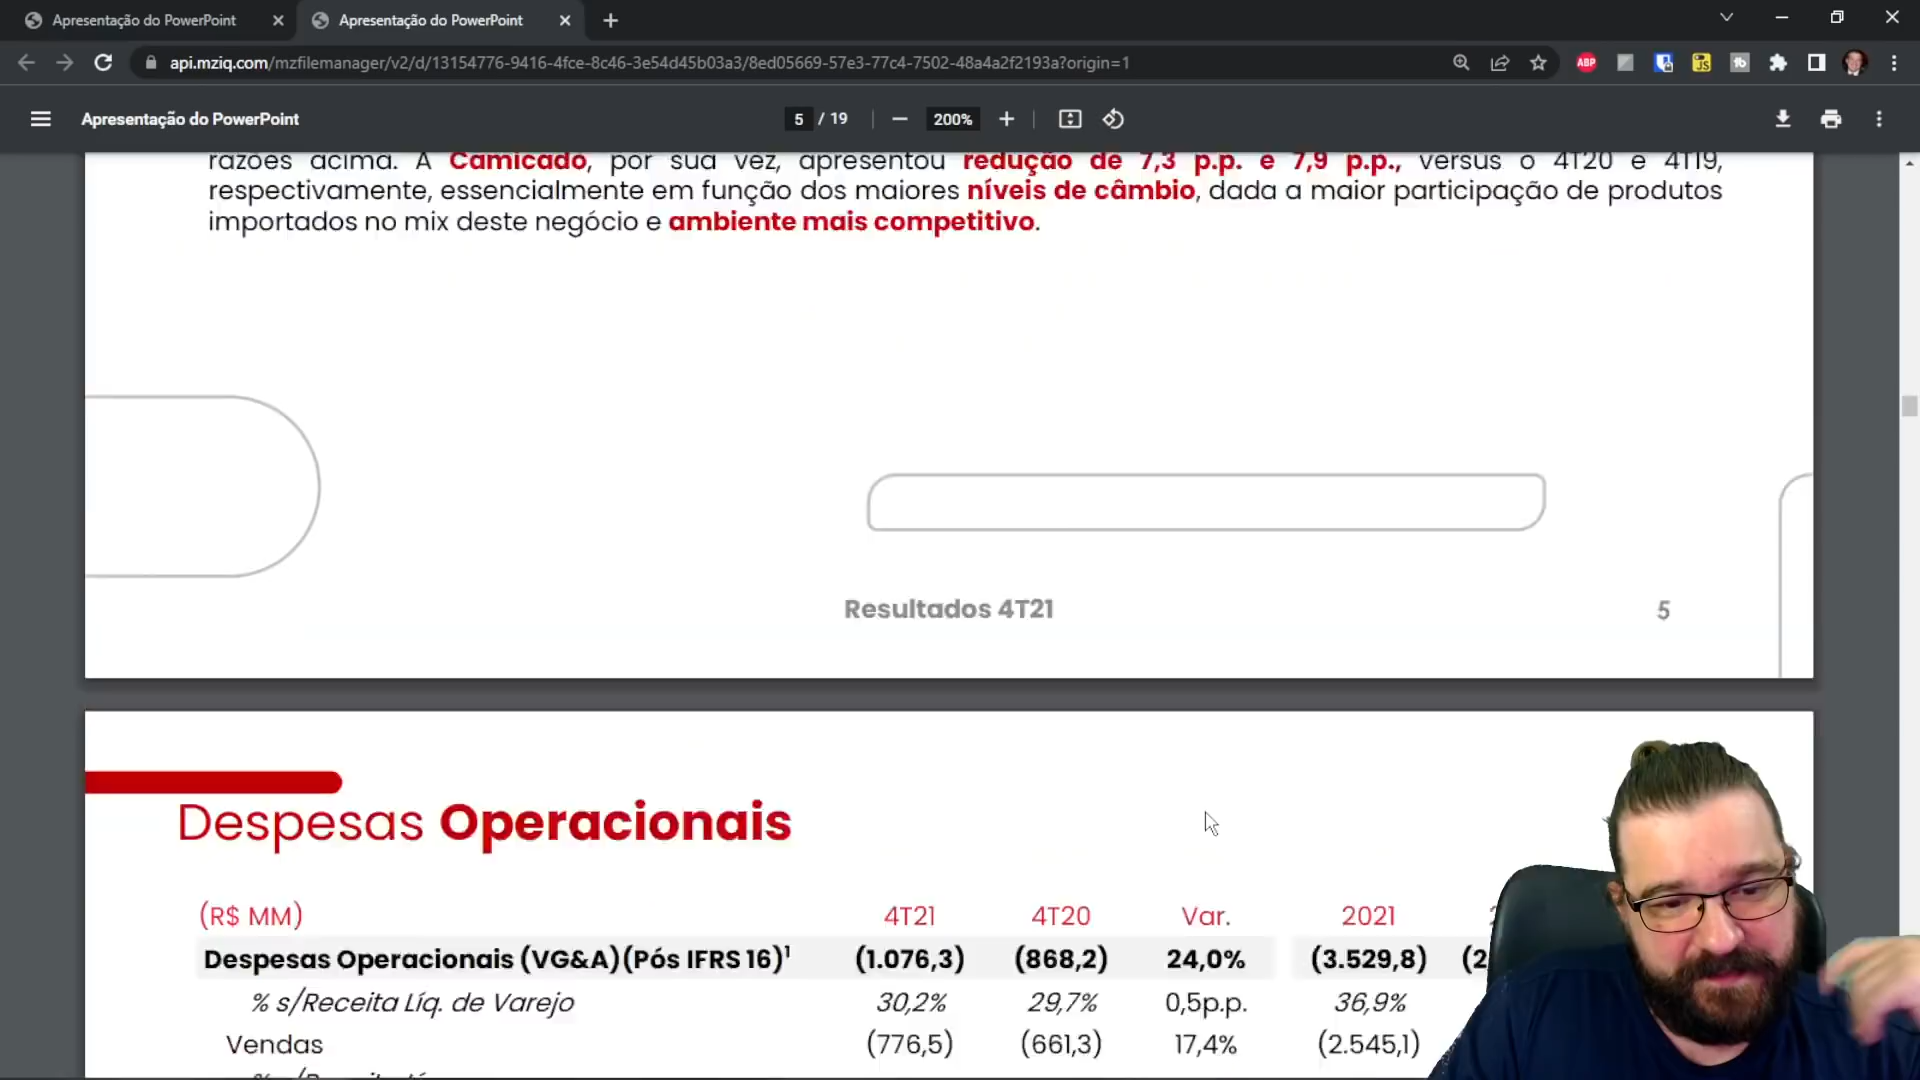 Apresentação do PowerPoint
Apresentação do PowerPoint
api.mziq.com/mzfilemanager/v2/d/13154776-9416-4fce-8c46-3e54d45b03a3/8ed05669-57e3-77c4-7502-48a4a2f2193a?origin=1
ABP
JS
tb
Apresentação do PowerPoint
5 / 19
200%
razões acima. A Camicado, por sua vez, apresentou redução de 7,3 p.p. e 7,9 p.p., versus o 4T20 e 4T19,
respectivamente, essencialmente em função dos maiores níveis de câmbio, dada a maior participação de produtos
importados no mix deste negócio e ambiente mais competitivo.
Resultados 4T21
5
Despesas Operacionais
(R$ MM) 4T21 4T20 Var. 2021
Despesas Operacionais (VG&A)(Pós IFRS 16)¹ (1.076,3) (868,2) 24,0% (3.529,8) (2
% s/Receita Líq. de Varejo 30,2% 29,7% 0,5p.p. 36,9%
Vendas (776,5) (661,3) 17,4% (2.545,1)